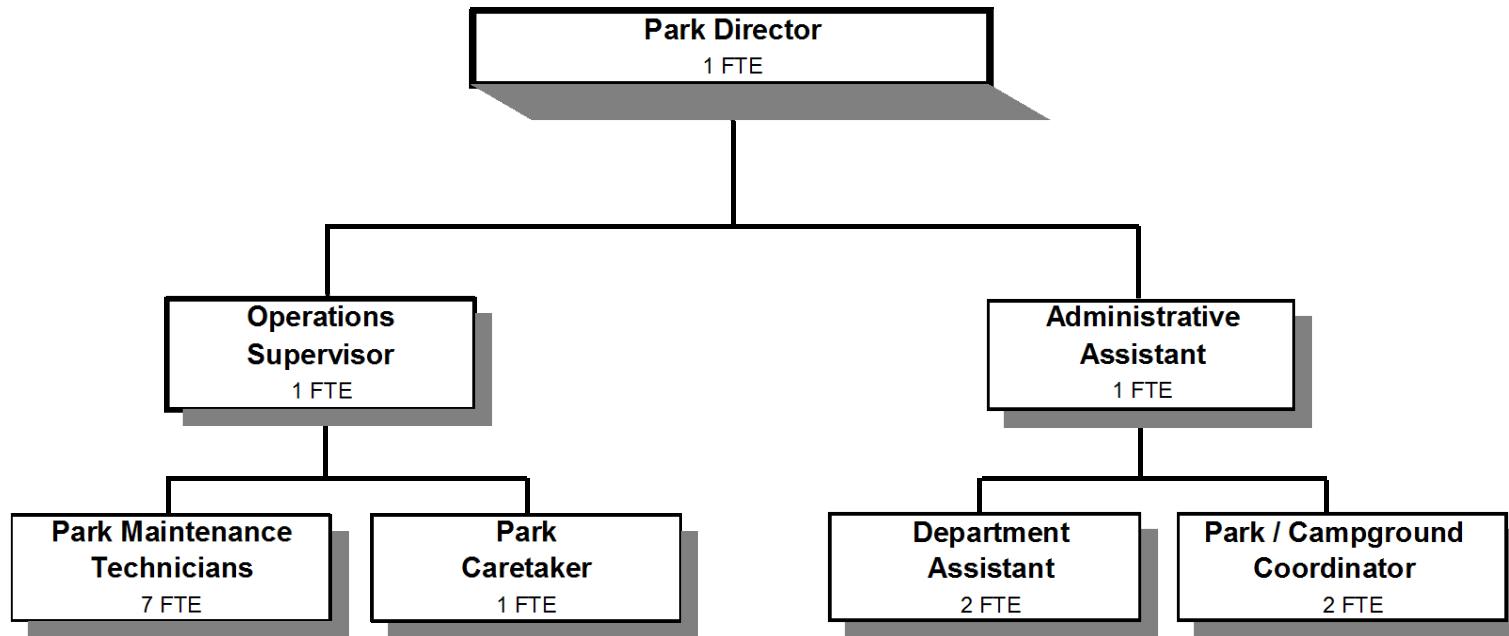 Park Director
1 FTE
Operations
Supervisor
1 FTE
Administrative
Assistant
1 FTE
Park Maintenance
Technicians
7 FTE
Park
Caretaker
1 FTE
Department
Assistant
2 FTE
Park / Campground
Coordinator
2 FTE